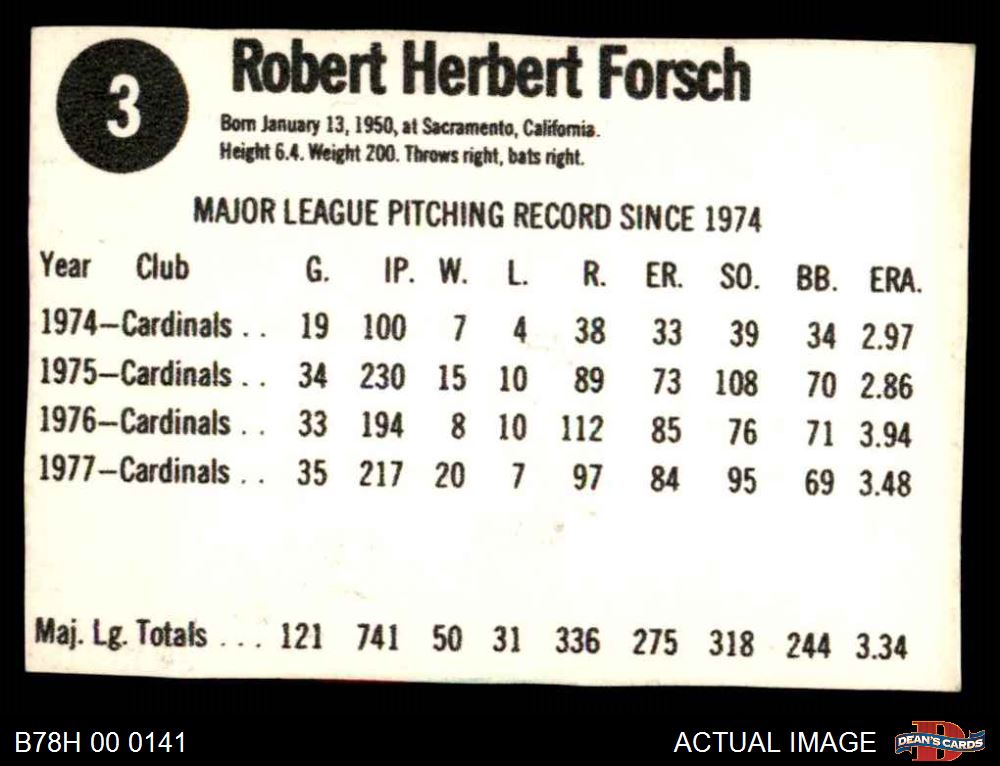 3
Robert Herbert Forsch
Born January 13, 1950, at Sacramento, California.
Height 6.4. Weight 200. Throws right, bats right.
MAJOR LEAGUE PITCHING RECORD SINCE 1974
Year Club G. IP. W. L. R. ER. SO. BB. ERA.
1974—Cardinals . . 19 100 7 4 38 33 39 34 2.97
1975—Cardinals . . 34 230 15 10 89 73 108 70 2.86
1976—Cardinals . . 33 194 8 10 112 85 76 71 3.94
1977—Cardinals . . 35 217 20 7 97 84 95 69 3.48
Maj. Lg. Totals . . . 121 741 50 31 336 275 318 244 3.34
B78H 00 0141
ACTUAL IMAGE
DEAN'S CARDS